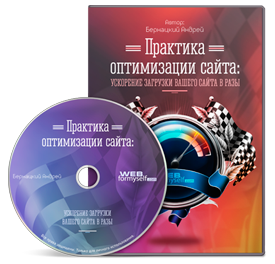 Автор:
Бернацкий Андрей
Практика
оптимизации сайта:
ускорение загрузки вашего сайта в разы
Практика
оптимизации сайта:
Бернацкий Андрей
WEB
formyself
ускорение загрузки
вашего сайта в разы